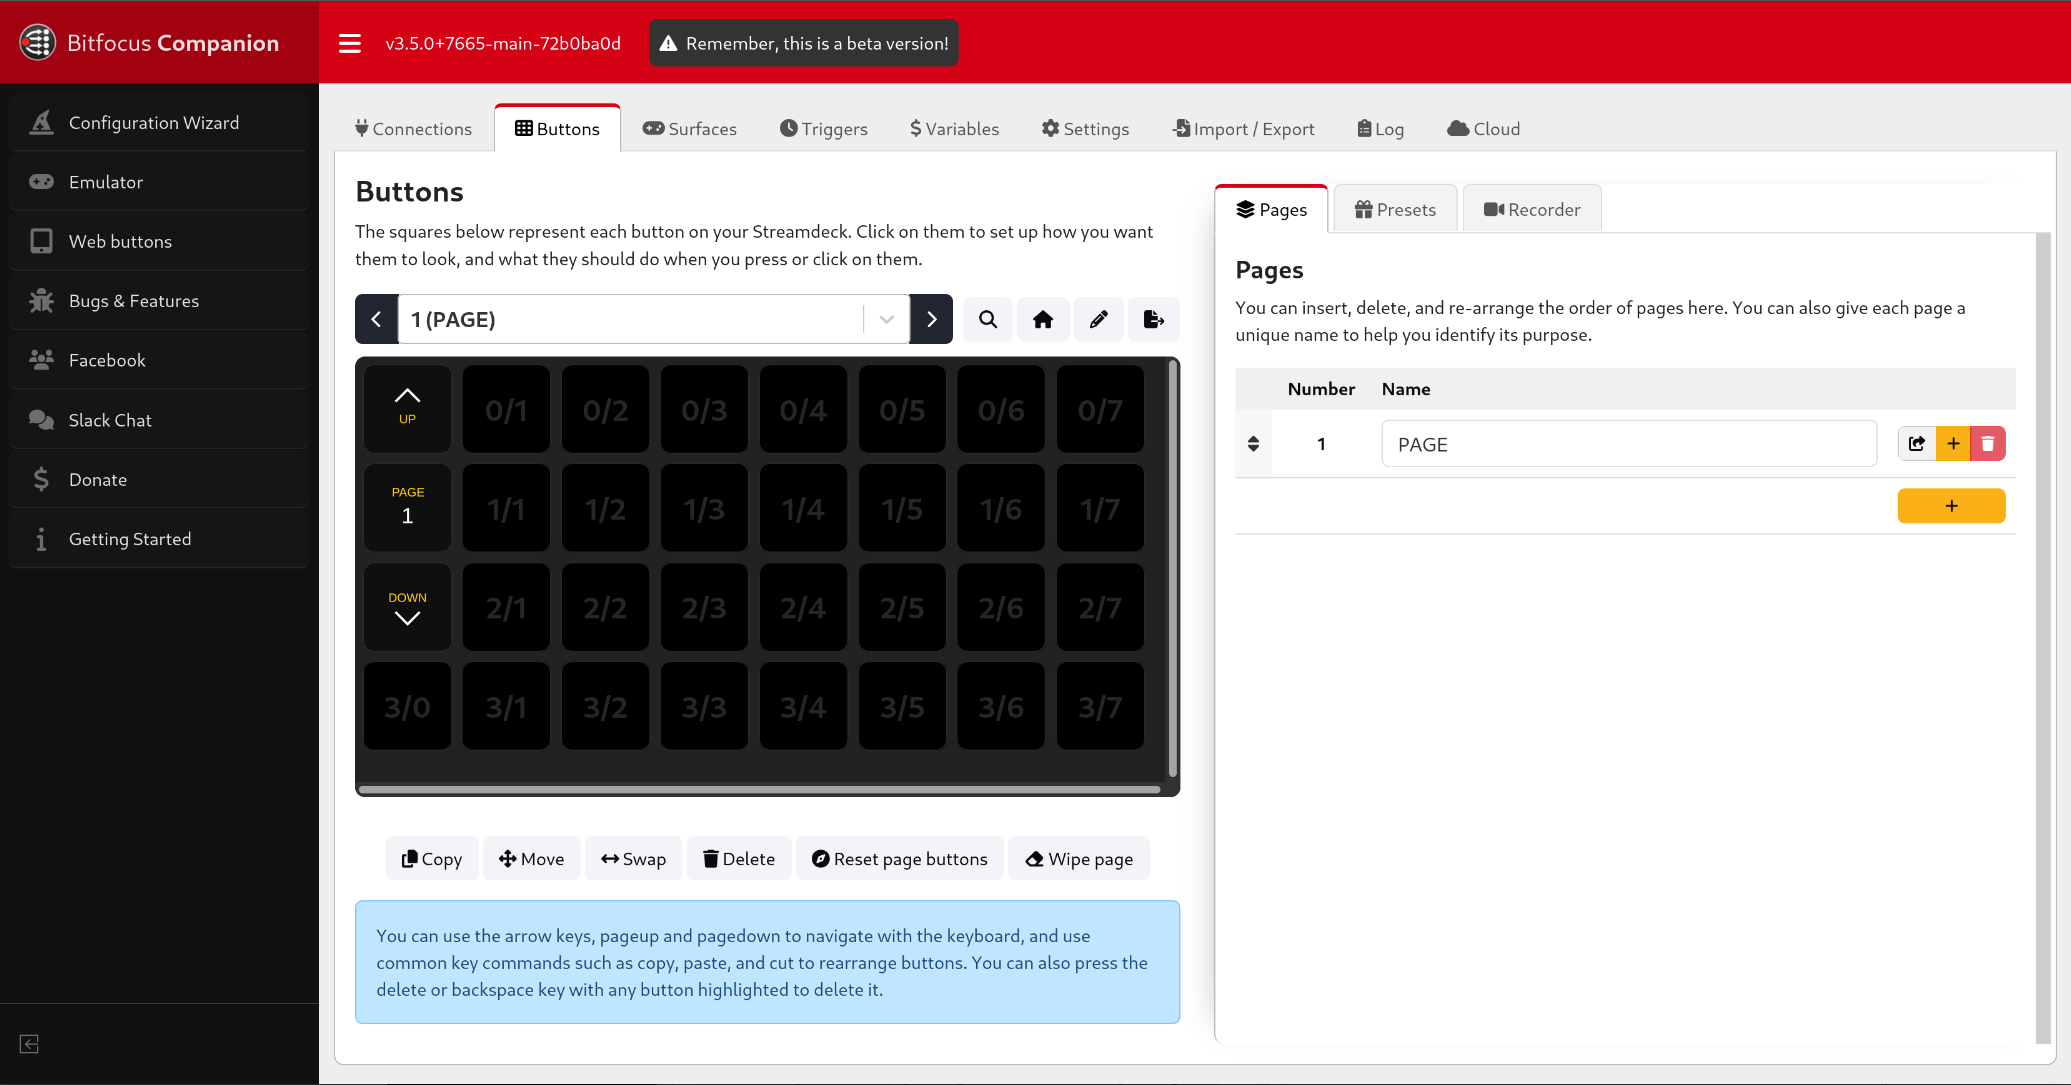 Bitfocus Companion
v3.5.0+7665-main-72b0ba0d
Remember, this is a beta version!
Configuration Wizard
Emulator
Web buttons
Bugs & Features
Facebook
Slack Chat
Donate
Getting Started
Connections
Buttons
Surfaces
Triggers
Variables
Settings
Import / Export
Log
Cloud
Buttons
The squares below represent each button on your Streamdeck. Click on them to set up how you want
them to look, and what they should do when you press or click on them.
1 (PAGE)
UP
0/1
0/2
0/3
0/4
0/5
0/6
0/7
PAGE
1
1/1
1/2
1/3
1/4
1/5
1/6
1/7
DOWN
2/1
2/2
2/3
2/4
2/5
2/6
2/7
3/0
3/1
3/2
3/3
3/4
3/5
3/6
3/7
Copy
Move
Swap
Delete
Reset page buttons
Wipe page
You can use the arrow keys, pageup and pagedown to navigate with the keyboard, and use
common key commands such as copy, paste, and cut to rearrange buttons. You can also press the
delete or backspace key with any button highlighted to delete it.
Pages
Presets
Recorder
Pages
You can insert, delete, and re-arrange the order of pages here. You can also give each page a
unique name to help you identify its purpose.
Number
Name
1
PAGE